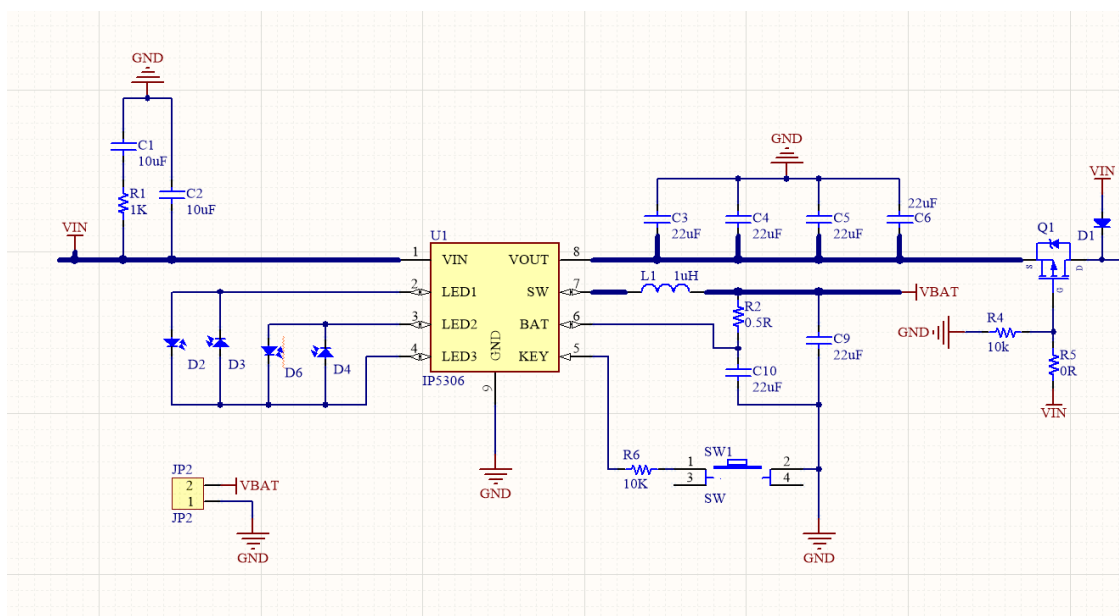 GND
C1
10uF
R1
1K
C2
10uF
VIN
U1
1
VIN
VOUT
8
2
LED1
SW
7
3
LED2
BAT
6
4
LED3
KEY
5
GND
9
IP5306
GND
D2
D3
D6
D4
JP2
2
VBAT
1
JP2
GND
GND
C3
22uF
C4
22uF
C5
22uF
22uF
C6
L1
1uH
VBAT
R2
0.5R
C9
22uF
C10
22uF
R6
10K
SW1
1
2
3
4
SW
GND
VIN
Q1
D1
S
D
G
GND
R4
10k
R5
0R
VIN